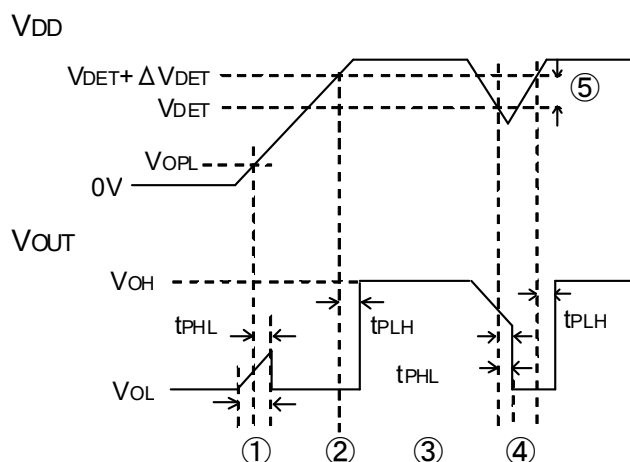 VDD
VDET+ΔVDET
VDET
⑤
VOPL
0V
VOUT
VOH
tPHL
tPLH
tPHL
tPLH
VOL
① ② ③ ④